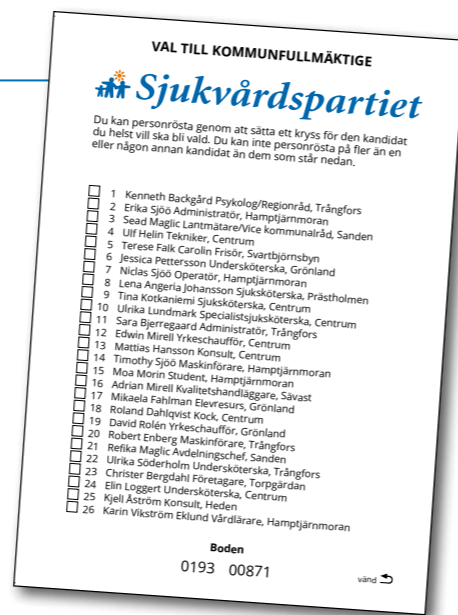 VAL TILL KOMMUNFULLMÄKTIGE
Sjukvårdspartiet
Du kan personrösta genom att sätta ett kryss för den kandidat
du helst vill ska bli vald. Du kan inte personrösta på fler än en
eller någon annan kandidat än dem som står nedan.
1 Kenneth Backgård Psykolog/Regionråd, Trångfors
2 Erika Sjöö Administratör, Hamptjärnmoran
3 Sead Maglic Lantmätare/Vice kommunalråd, Sanden
4 Ulf Helin Tekniker, Centrum
5 Terese Falk Carolin Frisör, Svartbjörnsbyn
6 Jessica Pettersson Undersköterska, Grönland
7 Niclas Sjöö Operatör, Hamptjärnmoran
8 Lena Angeria Johansson Sjuksköterska, Prästholmen
9 Tina Kotkaniemi Sjuksköterska, Centrum
10 Ulrika Lundmark Specialistsjuksköterska, Centrum
11 Sara Bjerregaard Administratör, Trångfors
12 Edwin Mirell Yrkeschaufför, Centrum
13 Mattias Hansson Konsult, Centrum
14 Timothy Sjöö Maskinförare, Hamptjärnmoran
15 Moa Morin Student, Hamptjärnmoran
16 Adrian Mirell Kvalitetshandläggare, Sävast
17 Mikaela Fahlman Elevresurs, Grönland
18 Roland Dahlqvist Kock, Centrum
19 David Rolén Yrkeschaufför, Grönland
20 Robert Enberg Maskinförare, Trångfors
21 Refika Maglic Avdelningschef, Sanden
22 Ulrika Söderholm Undersköterska, Trångfors
23 Christer Bergdahl Företagare, Torpgärdan
24 Elin Loggert Undersköterska, Centrum
25 Kjell Åström Konsult, Heden
26 Karin Vikström Eklund Vårdlärare, Hamptjärnmoran
Boden
0193 00871
vänd